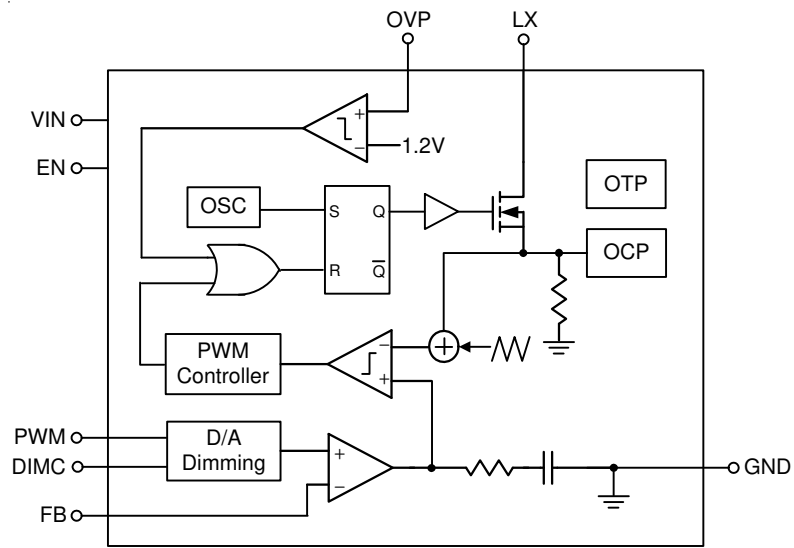 OVP
LX
VIN
EN
+
−
1.2V
OSC
S
Q
R
Q̅
OTP
OCP
PWM
Controller
−
+
+
PWM
DIMC
D/A
Dimming
+
−
FB
GND